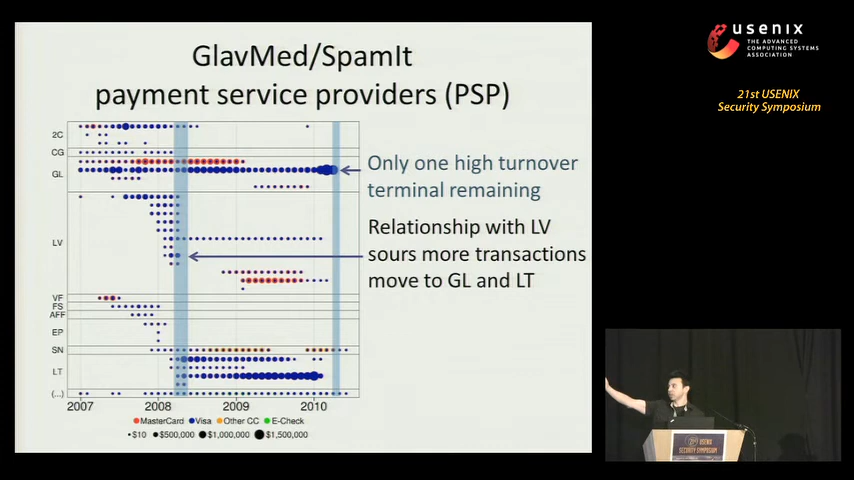 GlavMed/SpamIt
payment service providers (PSP)
2C
CG
GL
LV
VF
FS
AFF
EP
SN
LT
(...)
2007 2008 2009 2010
MasterCard Visa Other CC E-Check
$10 $500,000 $1,000,000 $1,500,000
Only one high turnover
terminal remaining
Relationship with LV
sours more transactions
move to GL and LT
usenix
THE ADVANCED
COMPUTING SYSTEMS
ASSOCIATION
21st USENIX
Security Symposium
USENIX
SECURITY SYMPOSIUM